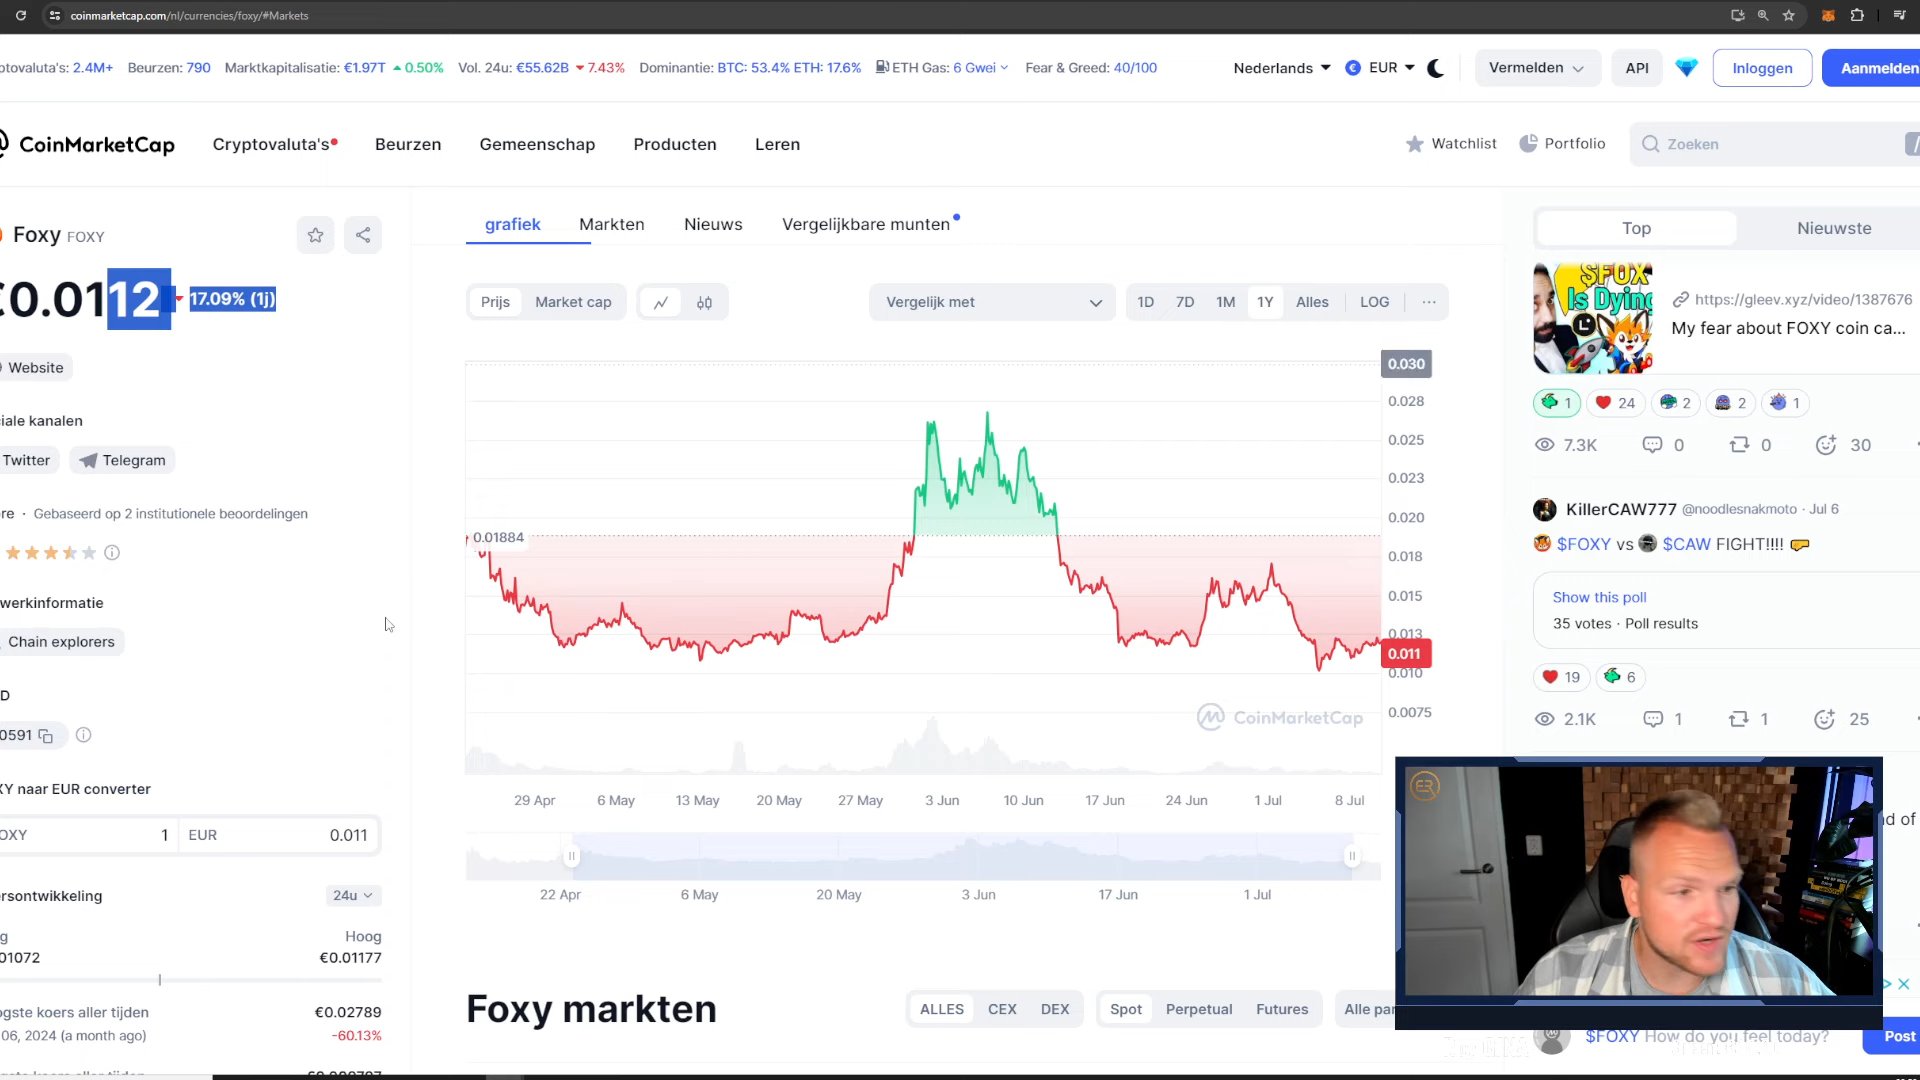 coinmarketcap.com/nl/currencies/foxy/#Markets
ptovaluta's: 2.4M+ Beurzen: 790 Marktkapitalisatie: €1.97T 0.50% Vol. 24u: €55.62B 7.43% Dominantie: BTC: 53.4% ETH: 17.6% ETH Gas: 6 Gwei Fear & Greed: 40/100
Nederlands EUR Vermelden API Inloggen Aanmelden
CoinMarketCap Cryptovaluta's Beurzen Gemeenschap Producten Leren Watchlist Portfolio Zoeken /
Foxy FOXY
€0.0112 17.09% (1j)
Website
iale kanalen
Twitter Telegram
re · Gebaseerd op 2 institutionele beoordelingen
werkinformatie
Chain explorers
D
0591
XY naar EUR converter
OXY 1 EUR 0.011
ersontwikkeling 24u
g Hoog
01072 €0.01177
ogste koers aller tijden €0.02789
06, 2024 (a month ago) -60.13%
grafiek Markten Nieuws Vergelijkbare munten
Prijs Market cap Vergelijk met 1D 7D 1M 1Y Alles LOG ...
0.030
0.028
0.025
0.023
0.020
0.01884
0.018
0.015
0.013
0.011
0.010
0.0075
CoinMarketCap
29 Apr 6 May 13 May 20 May 27 May 3 Jun 10 Jun 17 Jun 24 Jun 1 Jul 8 Jul
22 Apr 6 May 20 May 3 Jun 17 Jun 1 Jul
Foxy markten ALLES CEX DEX Spot Perpetual Futures Alle par
Top Nieuwste
$FOX
Is Dying
https://gleev.xyz/video/1387676
My fear about FOXY coin ca...
1 24 2 2 1
7.3K 0 0 30
KillerCAW777 @noodlesnakmoto · Jul 6
$FOXY vs $CAW FIGHT!!!!
Show this poll
35 votes · Poll results
19 6
2.1K 1 1 25
ER
nd of
$FOXY How do you feel today?
Post